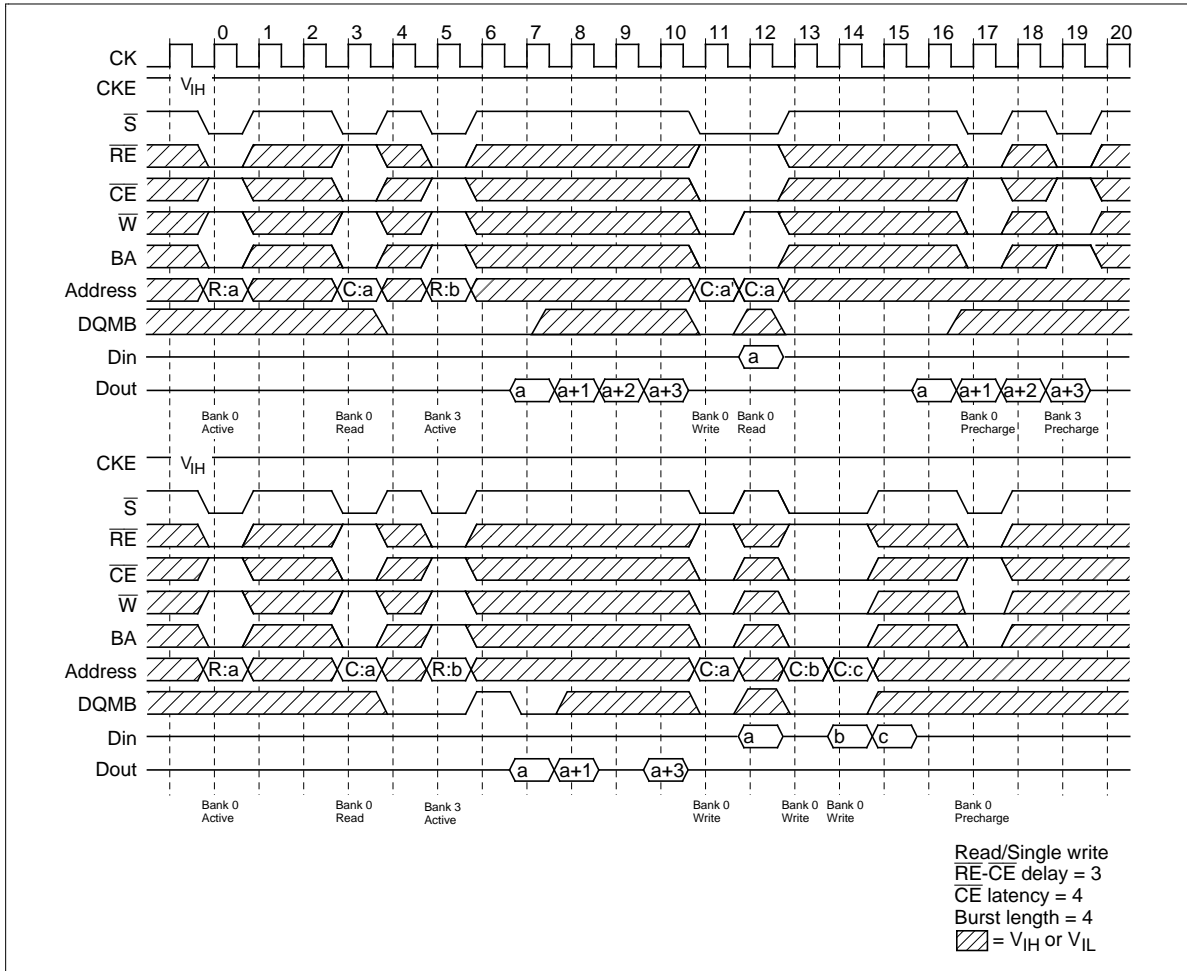 0 1 2 3 4 5 6 7 8 9 10 11 12 13 14 15 16 17 18 19 20
CK
CKE VIH
S
RE
CE
W
BA
Address R:a C:a R:b C:a' C:a
DQMB
Din a
Dout a a+1 a+2 a+3 a a+1 a+2 a+3
Bank 0 Bank 0 Bank 3 Bank 0 Bank 0 Bank 0 Bank 3
Active Read Active Write Read Precharge Precharge
CKE VIH
S
RE
CE
W
BA
Address R:a C:a R:b C:a C:b C:c
DQMB
Din a b c
Dout a a+1 a+3
Bank 0 Bank 0 Bank 3 Bank 0 Bank 0 Bank 0 Bank 0
Active Read Active Write Write Write Precharge
Read/Single write
RE-CE delay = 3
CE latency = 4
Burst length = 4
= VIH or VIL